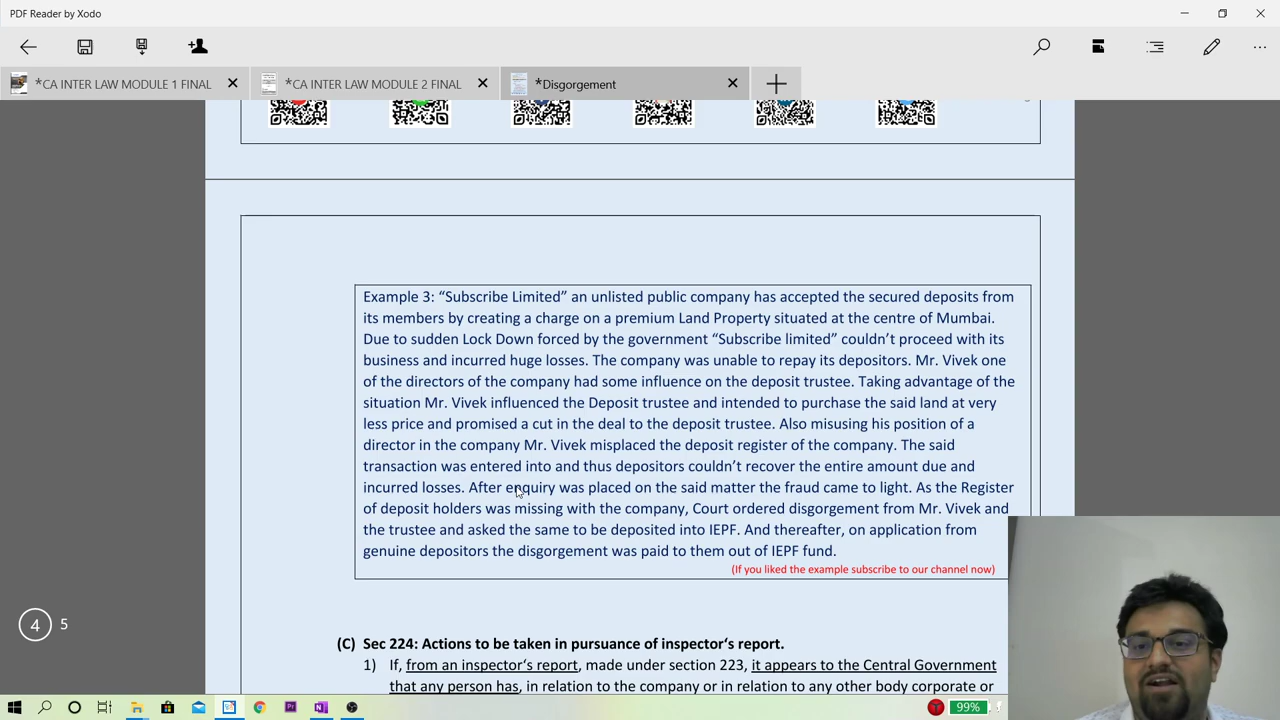 PDF Reader by Xodo
*CA INTER LAW MODULE 1 FINAL
*CA INTER LAW MODULE 2 FINAL
*Disgorgement
Example 3: “Subscribe Limited” an unlisted public company has accepted the secured deposits from
its members by creating a charge on a premium Land Property situated at the centre of Mumbai.
Due to sudden Lock Down forced by the government “Subscribe limited” couldn’t proceed with its
business and incurred huge losses. The company was unable to repay its depositors. Mr. Vivek one
of the directors of the company had some influence on the deposit trustee. Taking advantage of the
situation Mr. Vivek influenced the Deposit trustee and intended to purchase the said land at very
less price and promised a cut in the deal to the deposit trustee. Also misusing his position of a
director in the company Mr. Vivek misplaced the deposit register of the company. The said
transaction was entered into and thus depositors couldn’t recover the entire amount due and
incurred losses. After enquiry was placed on the said matter the fraud came to light. As the Register
of deposit holders was missing with the company, Court ordered disgorgement from Mr. Vivek and
the trustee and asked the same to be deposited into IEPF. And thereafter, on application from
genuine depositors the disgorgement was paid to them out of IEPF fund.
(If you liked the example subscribe to our channel now)
4 5
(C) Sec 224: Actions to be taken in pursuance of inspector‘s report.
1) If, from an inspector‘s report, made under section 223, it appears to the Central Government
that any person has, in relation to the company or in relation to any other body corporate or
99%